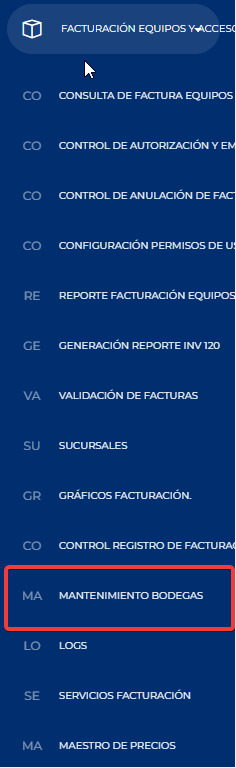 FACTURACIÓN EQUIPOS Y ACCESO
CO CONSULTA DE FACTURA EQUIPOS
CO CONTROL DE AUTORIZACIÓN Y EM
CO CONTROL DE ANULACIÓN DE FACT
CO CONFIGURACIÓN PERMISOS DE US
RE REPORTE FACTURACIÓN EQUIPOS
GE GENERACIÓN REPORTE INV 120
VA VALIDACIÓN DE FACTURAS
SU SUCURSALES
GR GRÁFICOS FACTURACIÓN.
CO CONTROL REGISTRO DE FACTURAC
MA MANTENIMIENTO BODEGAS
LO LOGS
SE SERVICIOS FACTURACIÓN
MA MAESTRO DE PRECIOS